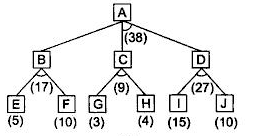 A
(38)
B C D
(17) (9) (27)
E F G H I J
(5) (10) (3) (4) (15) (10)